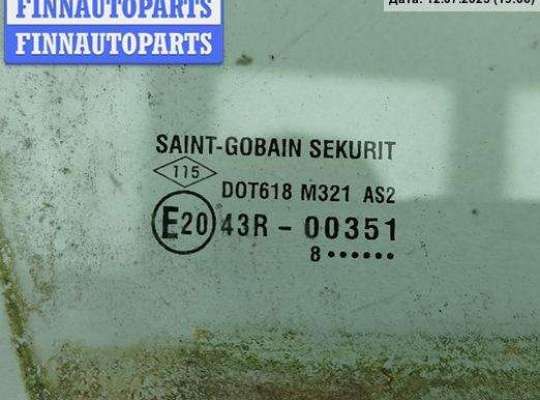 FINNAUTOPARTS
FINNAUTOPARTS
SAINT-GOBAIN SEKURIT
115
DOT618 M321 AS2
E20 43R - 00351
8••••••